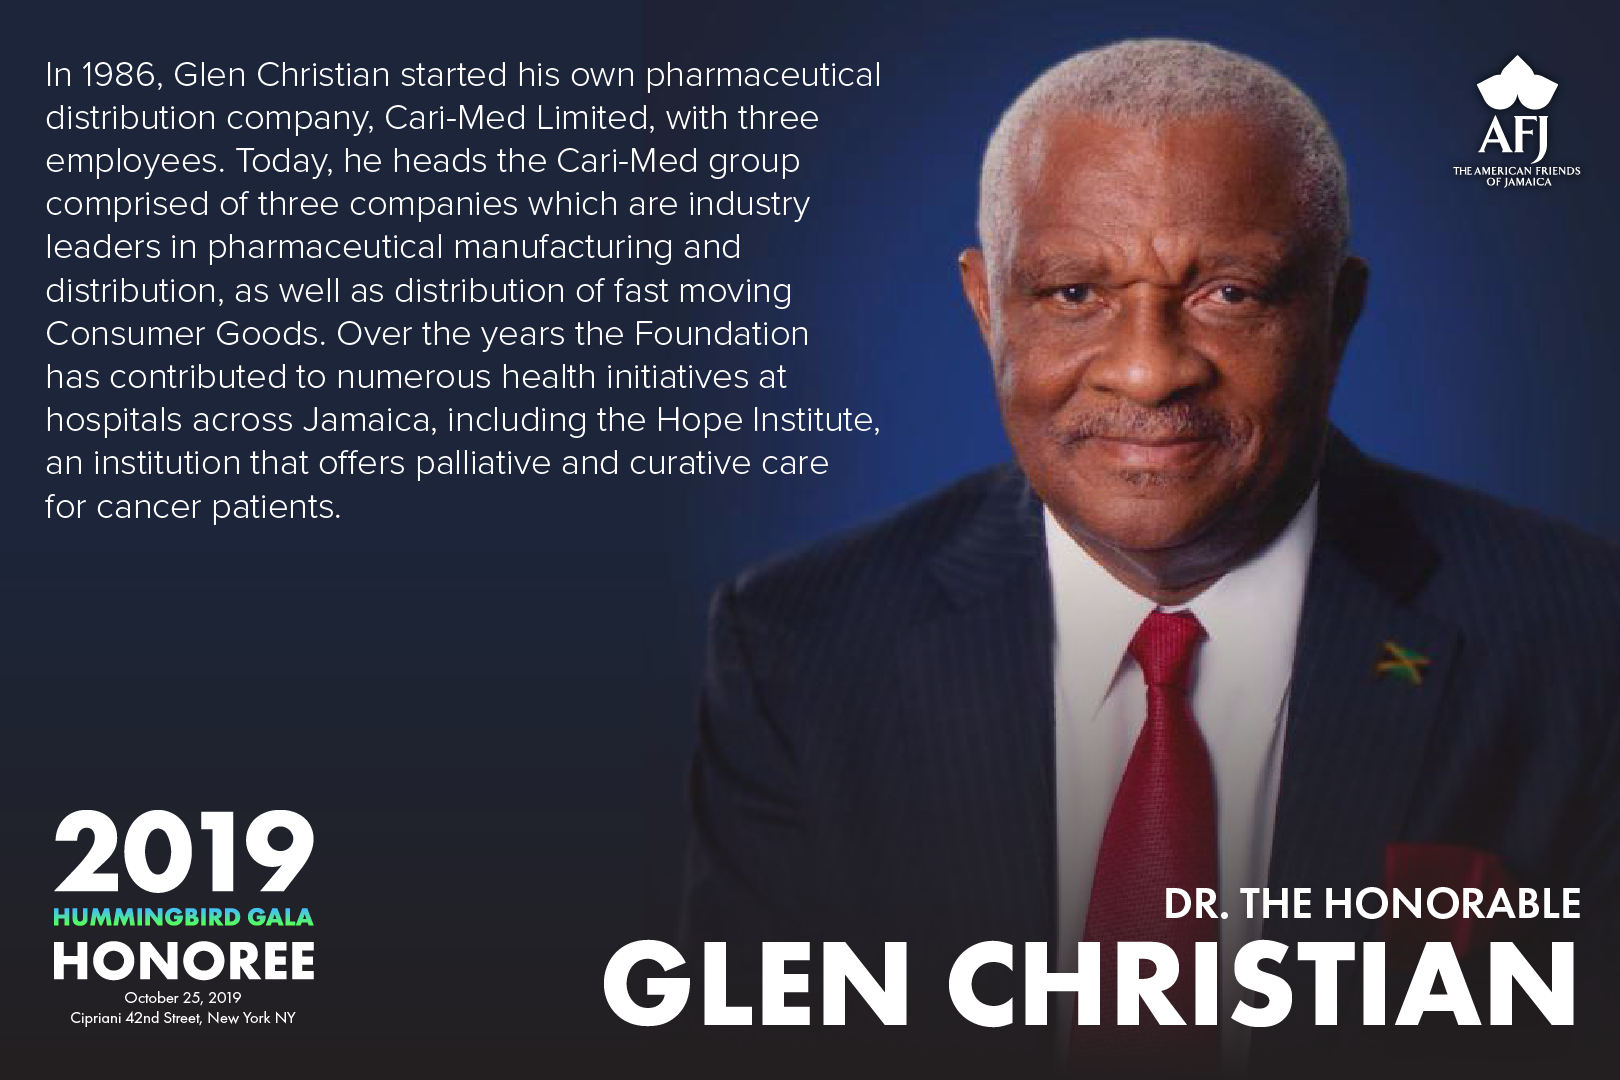 In 1986, Glen Christian started his own pharmaceutical
distribution company, Cari-Med Limited, with three
employees. Today, he heads the Cari-Med group
comprised of three companies which are industry
leaders in pharmaceutical manufacturing and
distribution, as well as distribution of fast moving
Consumer Goods. Over the years the Foundation
has contributed to numerous health initiatives at
hospitals across Jamaica, including the Hope Institute,
an institution that offers palliative and curative care
for cancer patients.
AFJ
THE AMERICAN FRIENDS
OF JAMAICA
2019
HUMMINGBIRD GALA
HONOREE
October 25, 2019
Cipriani 42nd Street, New York NY
DR. THE HONORABLE
GLEN CHRISTIAN